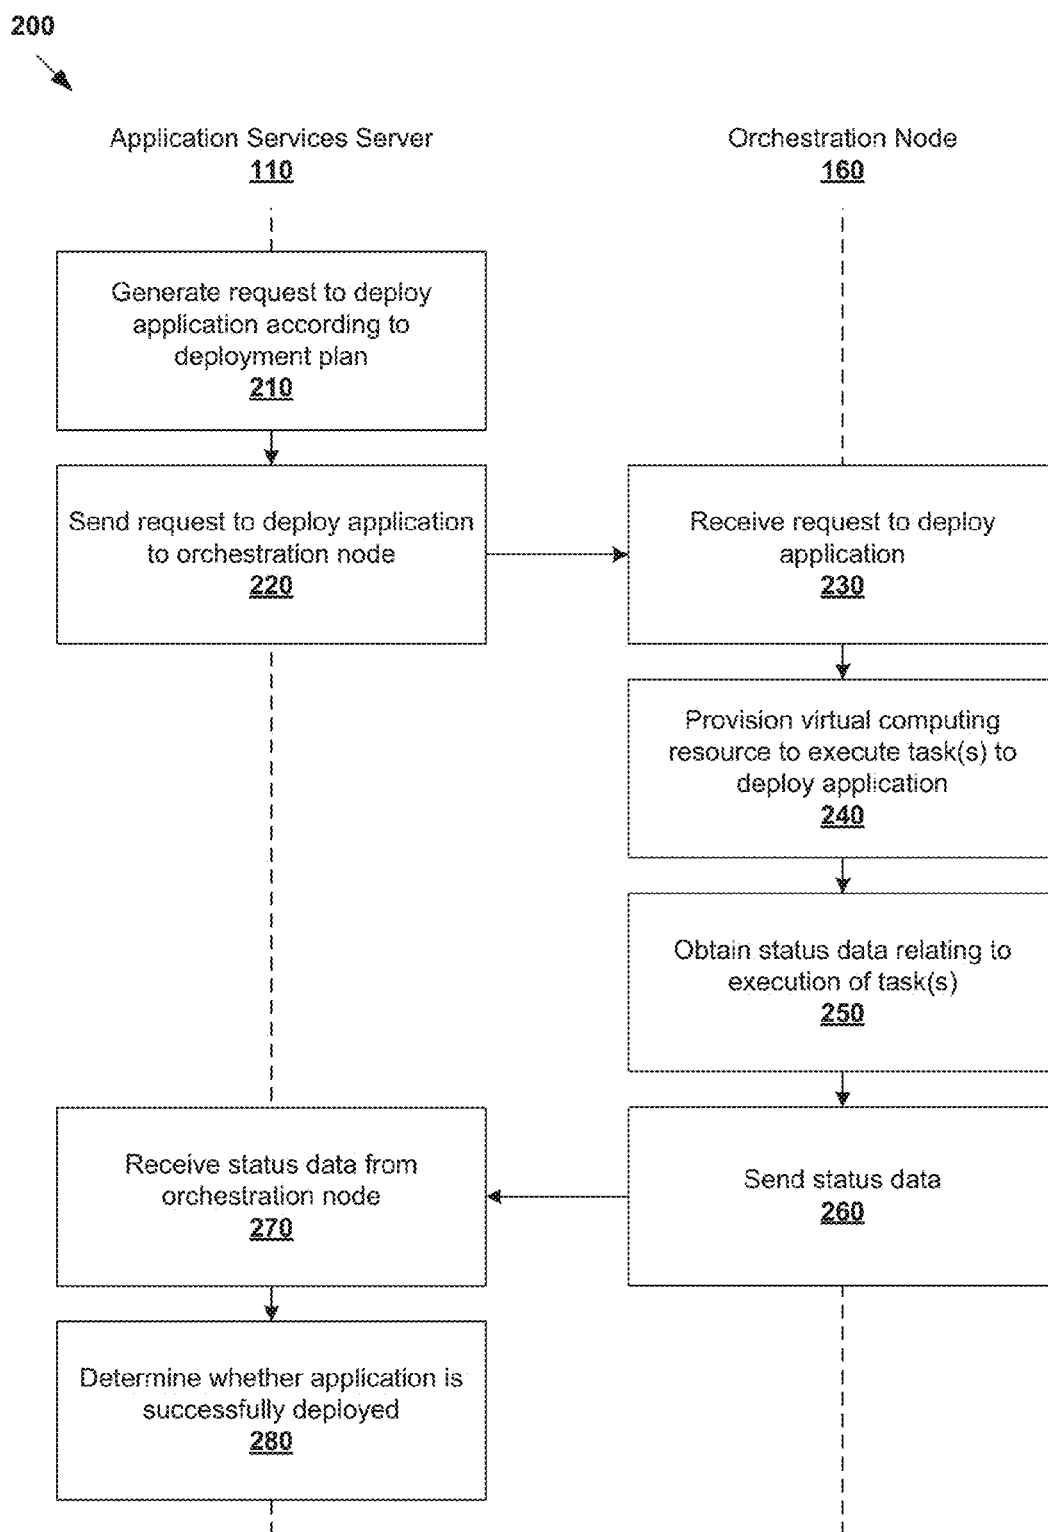 200
Application Services Server
110
Orchestration Node
160
Generate request to deploy
application according to
deployment plan
210
Send request to deploy application
to orchestration node
220
Receive request to deploy
application
230
Provision virtual computing
resource to execute task(s) to
deploy application
240
Obtain status data relating to
execution of task(s)
250
Send status data
260
Receive status data from
orchestration node
270
Determine whether application is
successfully deployed
280